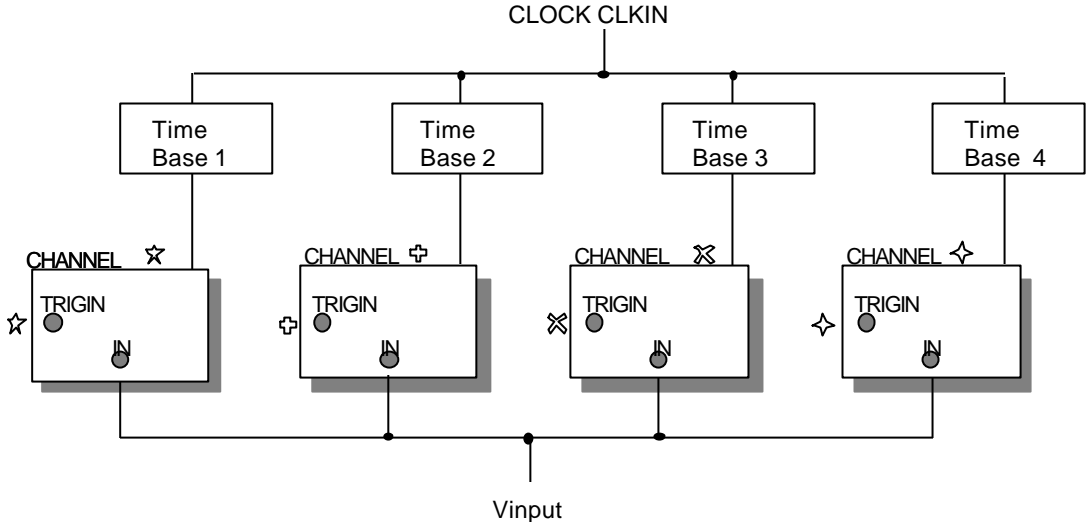 CLOCK CLKIN
Time
Base 1
Time
Base 2
Time
Base 3
Time
Base 4
CHANNEL
CHANNEL
CHANNEL
CHANNEL
TRIGIN
TRIGIN
TRIGIN
TRIGIN
IN
IN
IN
IN
Vinput